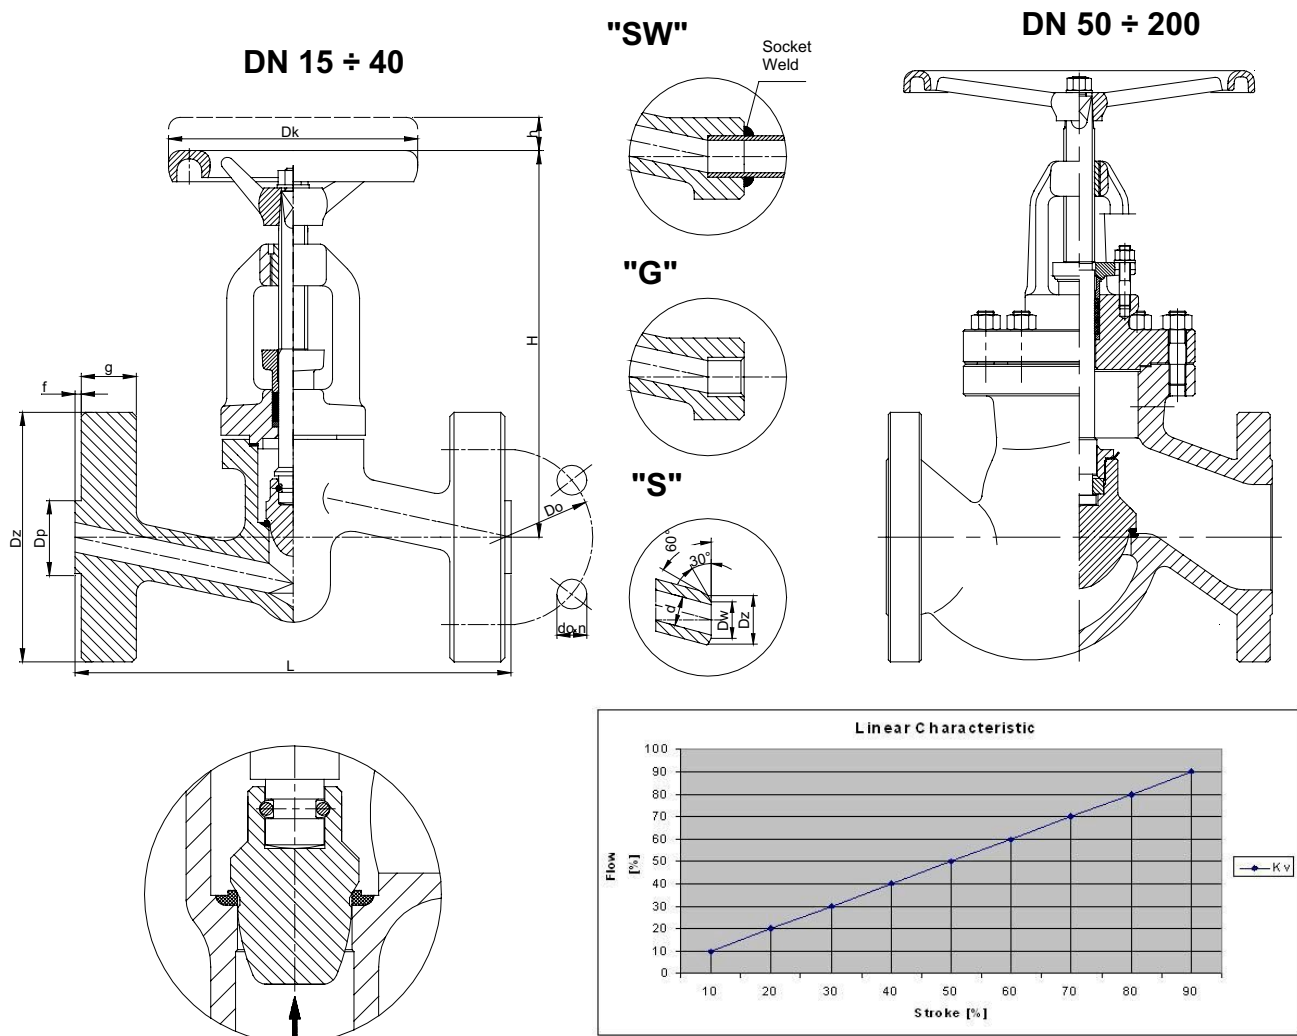 DN 15 ÷ 40
"SW"
DN 50 ÷ 200
Socket
Weld
Dk
h
H
g
f
Dz
Dp
Do
do,n
L
"G"
"S"
60°
30°
d
Dw
Dz
Linear Characteristic
100
90
80
70
60
50
40
30
20
10
0
Flow
[%]
10 20 30 40 50 60 70 80 90
Stroke [%]
Kv